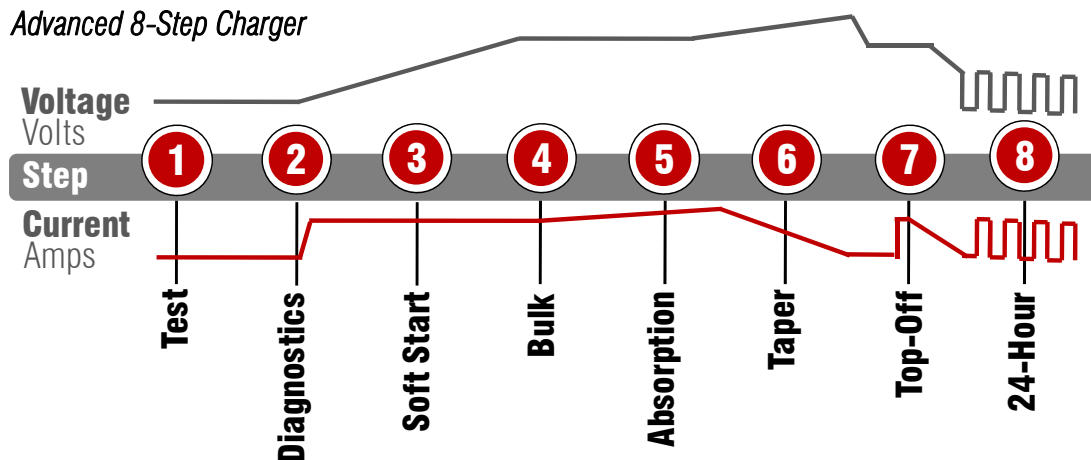 Advanced 8-Step Charger
Voltage
Volts
1 2 3 4 5 6 7 8
Step
Current
Amps
Test
Diagnostics
Soft Start
Bulk
Absorption
Taper
Top-Off
24-Hour